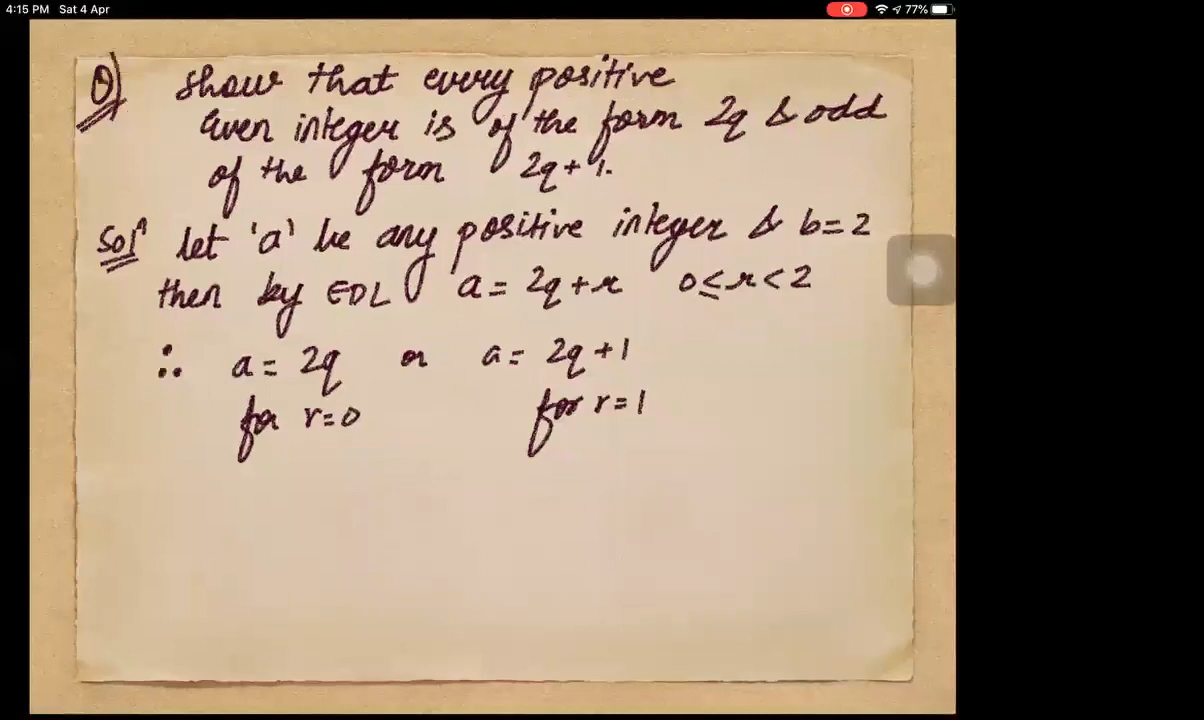 4:15 PM Sat 4 Apr 77%
Q) Show that every positive
even integer is of the form 2q & odd
of the form 2q + 1.
Solⁿ let 'a' be any positive integer & b = 2
then by EDL a = 2q + r 0 ≤ r < 2
∴ a = 2q or a = 2q + 1
for r = 0 for r = 1